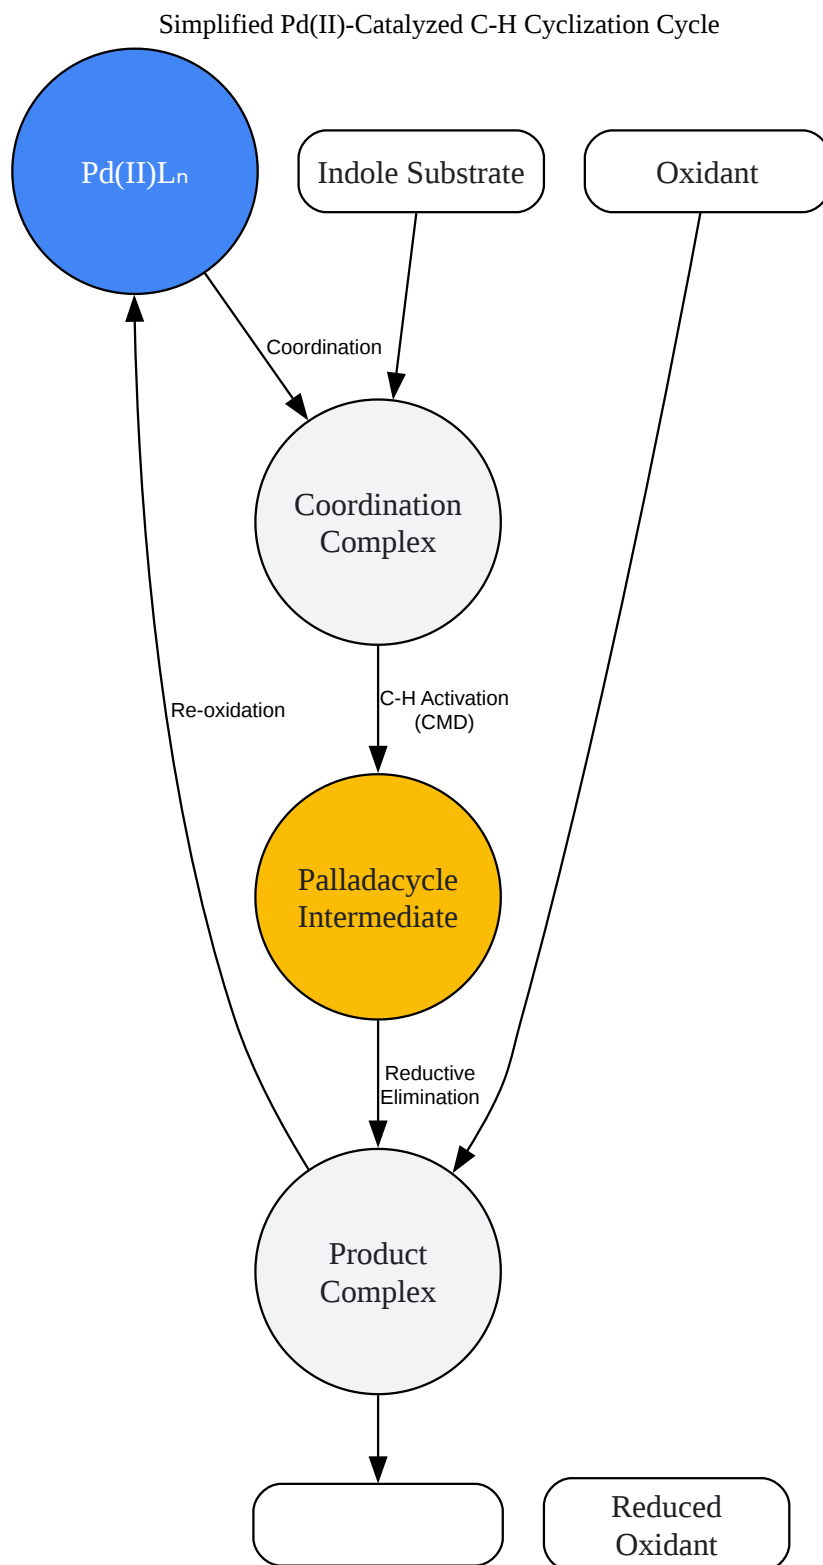 Simplified Pd(II)-Catalyzed C-H Cyclization Cycle
Pd(II)Lₙ
Indole Substrate
Oxidant
Coordination
Coordination
Complex
C-H Activation
(CMD)
Re-oxidation
Palladacycle
Intermediate
Reductive
Elimination
Product
Complex
Reduced
Oxidant